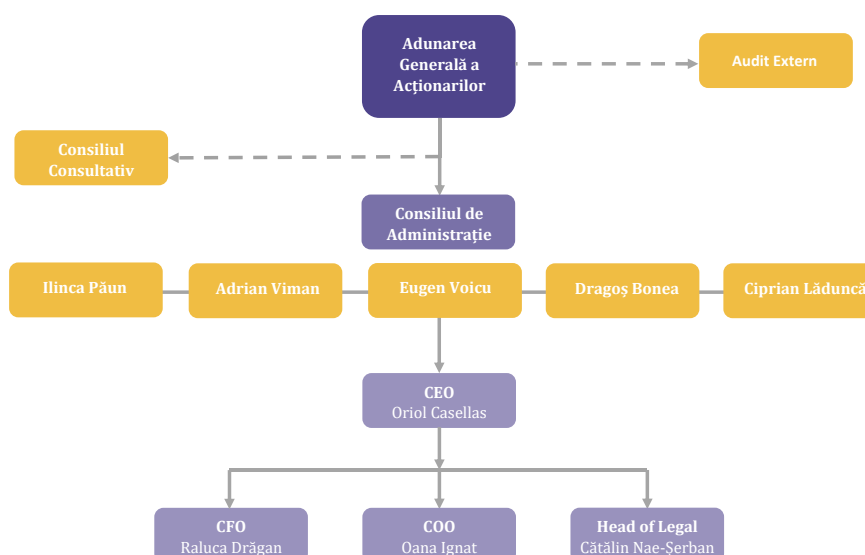 Adunarea
Generală a
Acționarilor
Audit Extern
Consiliul
Consultativ
Consiliul de
Administrație
Ilinca Păun
Adrian Viman
Eugen Voicu
Dragoș Bonea
Ciprian Lăduncă
CEO
Oriol Casellas
CFO
Raluca Drăgan
COO
Oana Ignat
Head of Legal
Cătălin Nae-Șerban